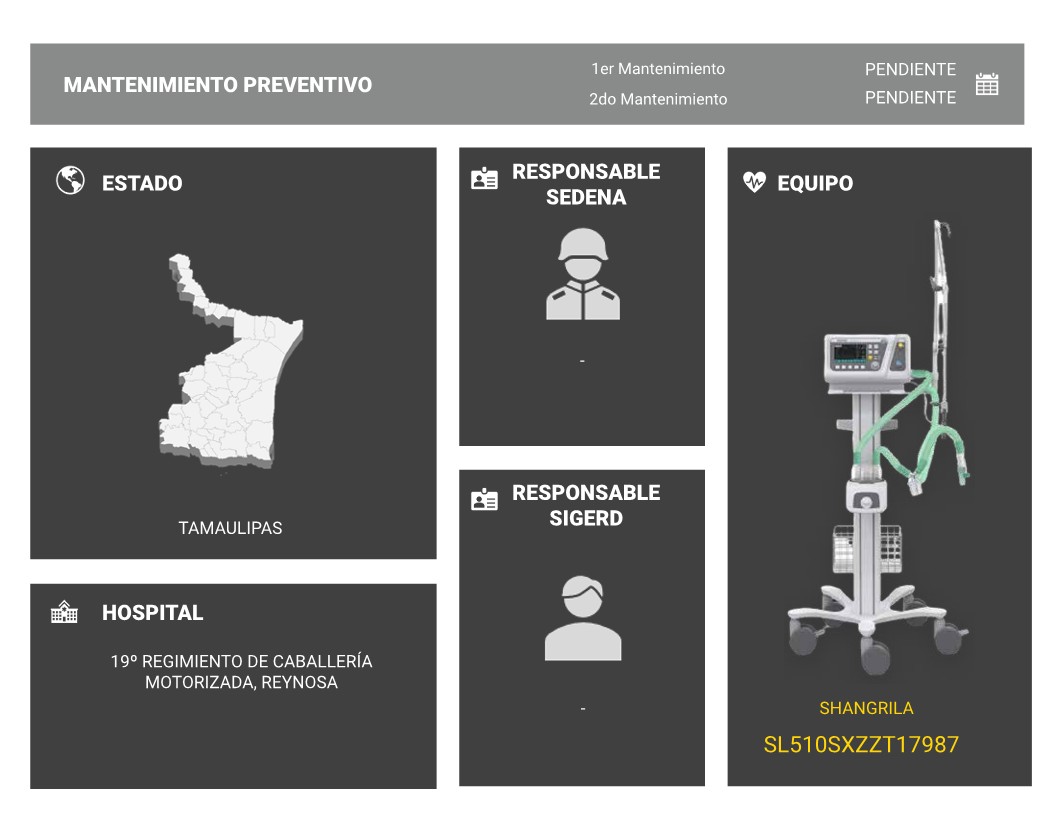 MANTENIMIENTO PREVENTIVO
1er Mantenimiento
PENDIENTE
2do Mantenimiento
PENDIENTE
ESTADO
TAMAULIPAS
HOSPITAL
19º REGIMIENTO DE CABALLERÍA
MOTORIZADA, REYNOSA
RESPONSABLE
SEDENA
-
RESPONSABLE
SIGERD
-
EQUIPO
SHANGRILA
SL510SXZZT17987